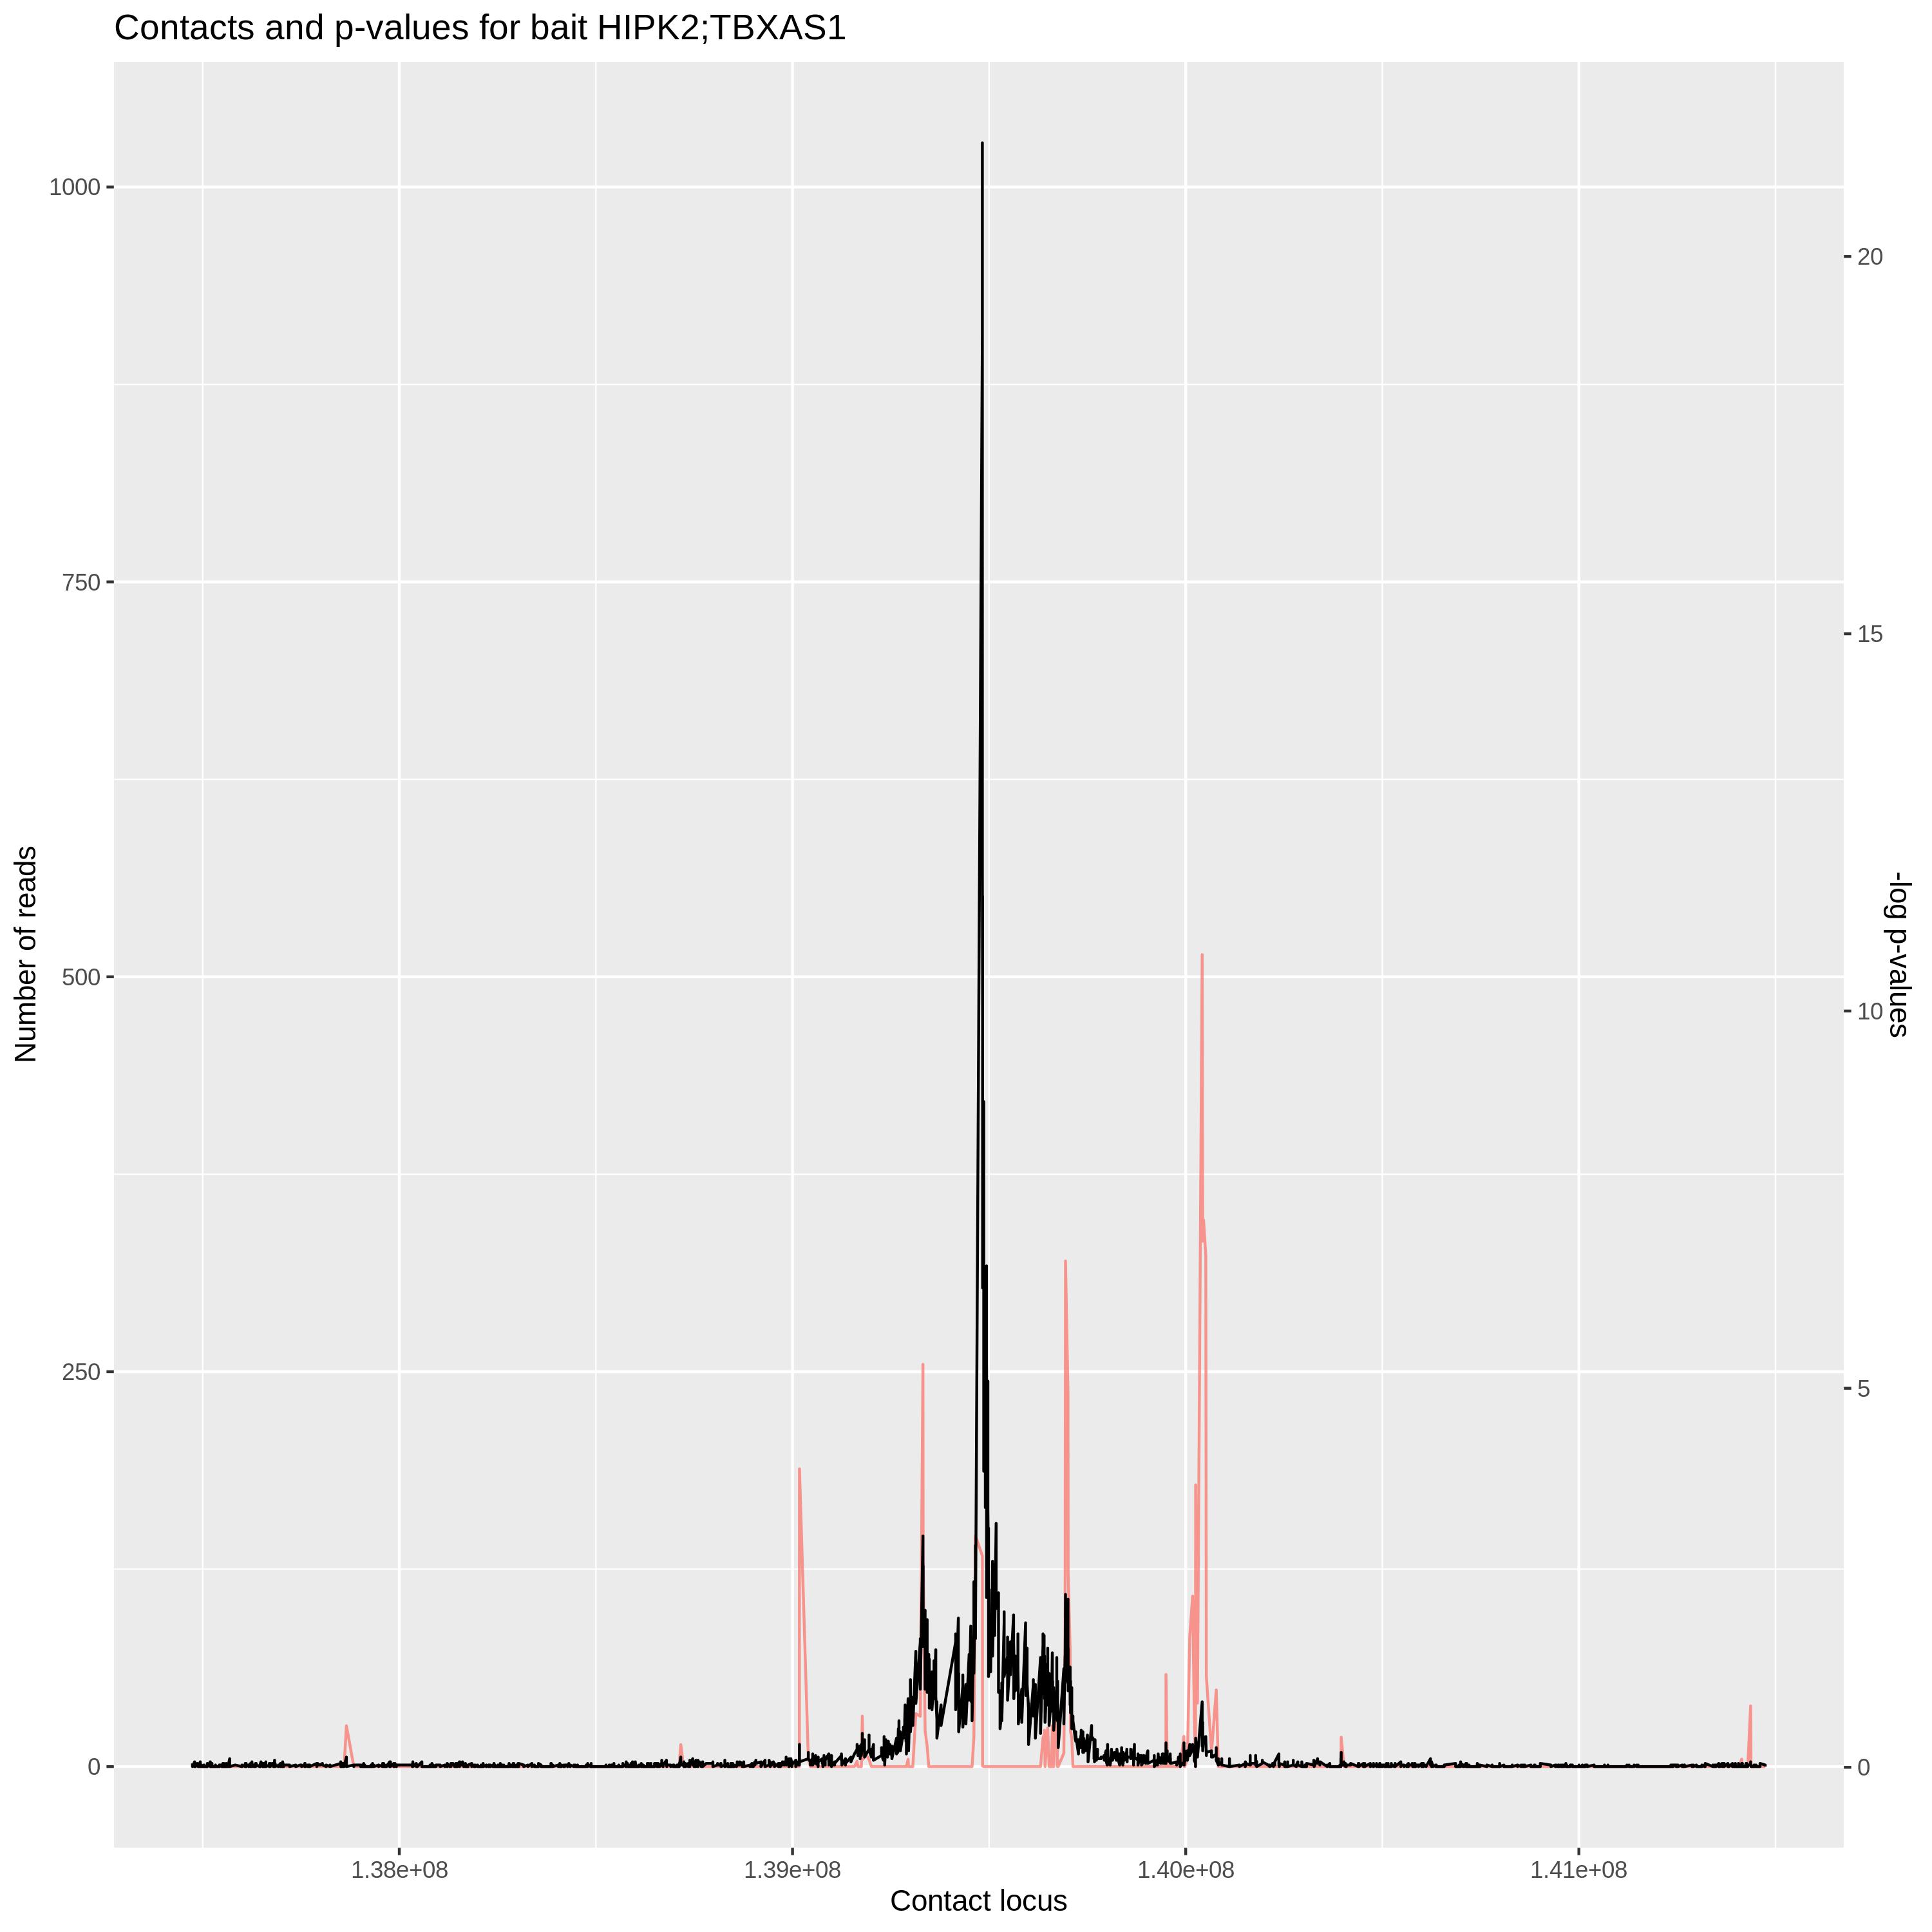 Contacts and p-values for bait HIPK2;TBXAS1
1000
750
500
250
0
Number of reads
20
15
10
5
0
-log p-values
1.38e+08
1.39e+08
1.40e+08
1.41e+08
Contact locus